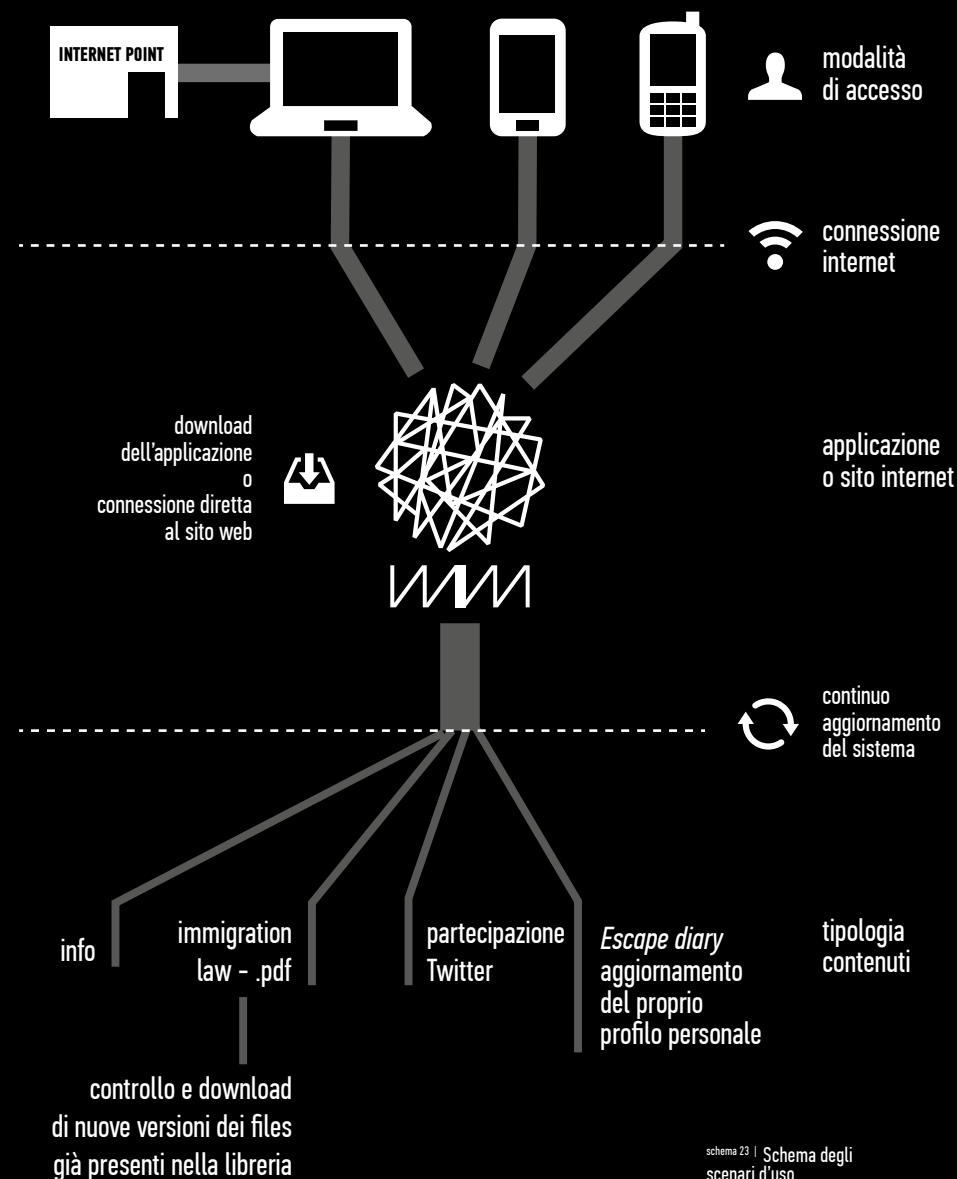 INTERNET POINT
modalità
di accesso
connessione
internet
download
dell'applicazione
o
connessione diretta
al sito web
applicazione
o sito internet
continuo
aggiornamento
del sistema
info
immigration
law - .pdf
partecipazione
Twitter
Escape diary
aggiornamento
del proprio
profilo personale
tipologia
contenuti
controllo e download
di nuove versioni dei files
già presenti nella libreria
schema 23 | Schema degli
scenari d'uso